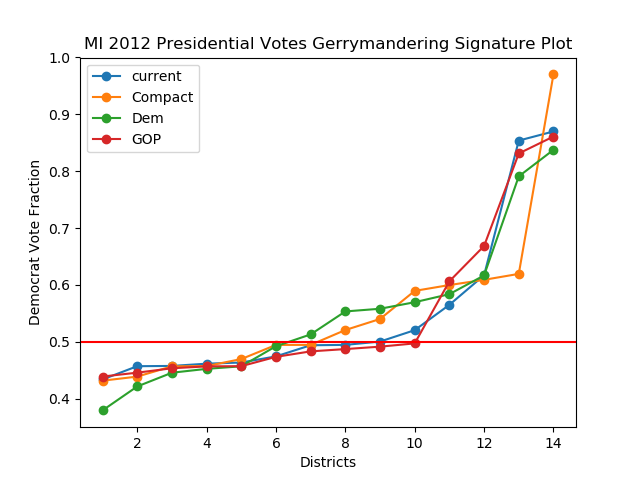 MI 2012 Presidential Votes Gerrymandering Signature Plot
current
Compact
Dem
GOP
Democrat Vote Fraction
1.0
0.9
0.8
0.7
0.6
0.5
0.4
2 4 6 8 10 12 14
Districts